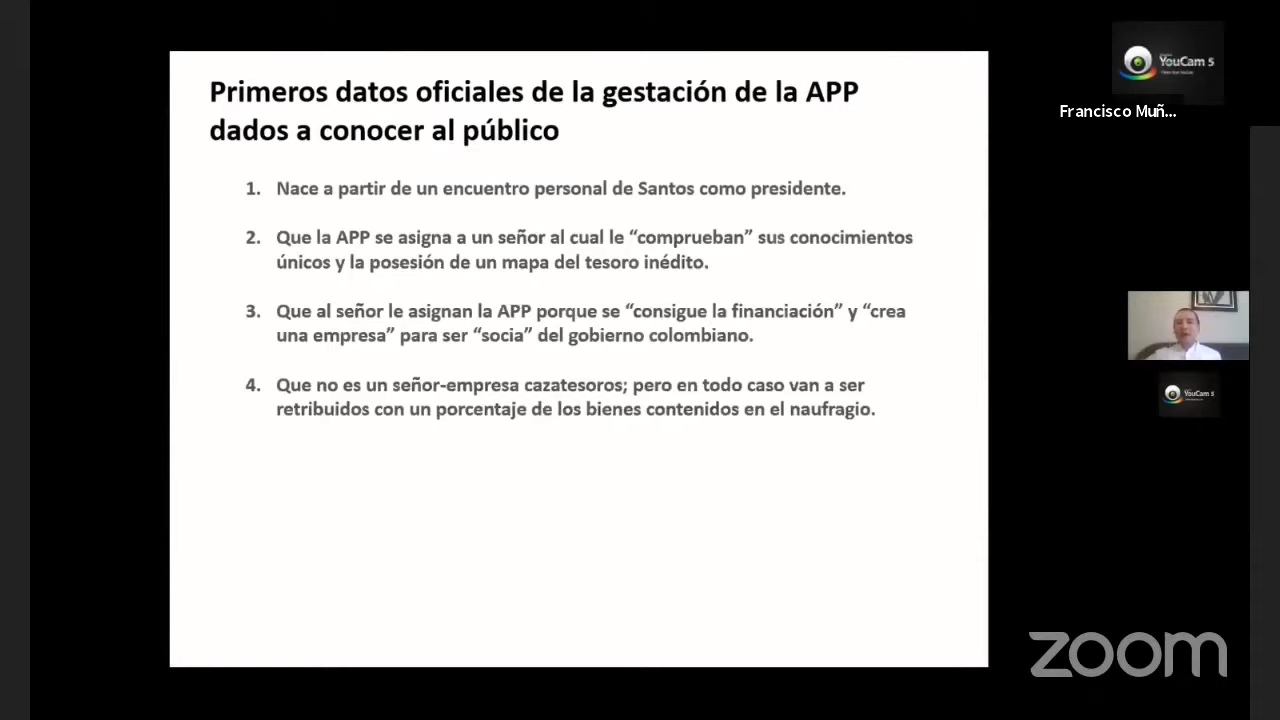 Primeros datos oficiales de la gestación de la APP
dados a conocer al público
1. Nace a partir de un encuentro personal de Santos como presidente.
2. Que la APP se asigna a un señor al cual le “comprueban” sus conocimientos
únicos y la posesión de un mapa del tesoro inédito.
3. Que al señor le asignan la APP porque se “consigue la financiación” y “crea
una empresa” para ser “socia” del gobierno colombiano.
4. Que no es un señor-empresa cazatesoros; pero en todo caso van a ser
retribuidos con un porcentaje de los bienes contenidos en el naufragio.
YouCam 5
Francisco Muñ...
YouCam 5
zoom